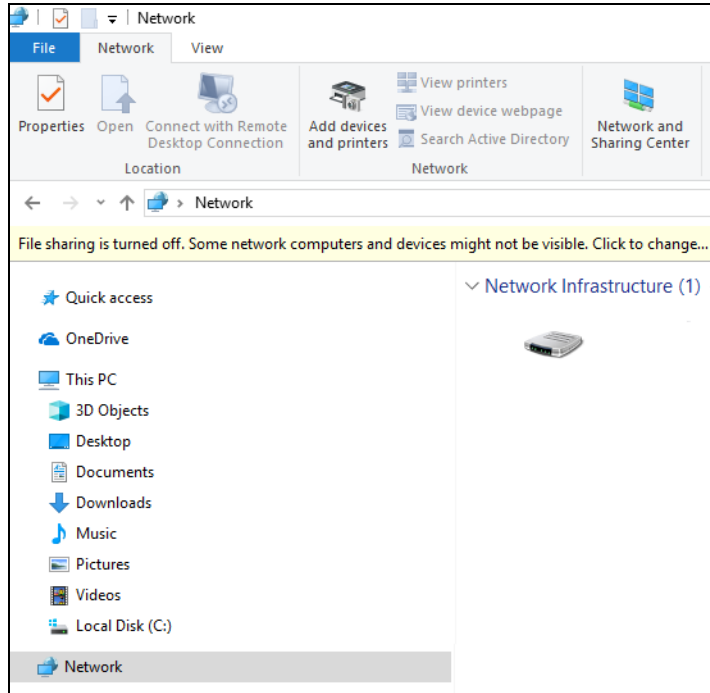 Network
File Network View
Properties Open Connect with Remote Desktop Connection Add devices and printers View printers
View device webpage
Search Active Directory
Network and Sharing Center
Location Network
Network
File sharing is turned off. Some network computers and devices might not be visible. Click to change...
Quick access
OneDrive
This PC
3D Objects
Desktop
Documents
Downloads
Music
Pictures
Videos
Local Disk (C:)
Network
Network Infrastructure (1)